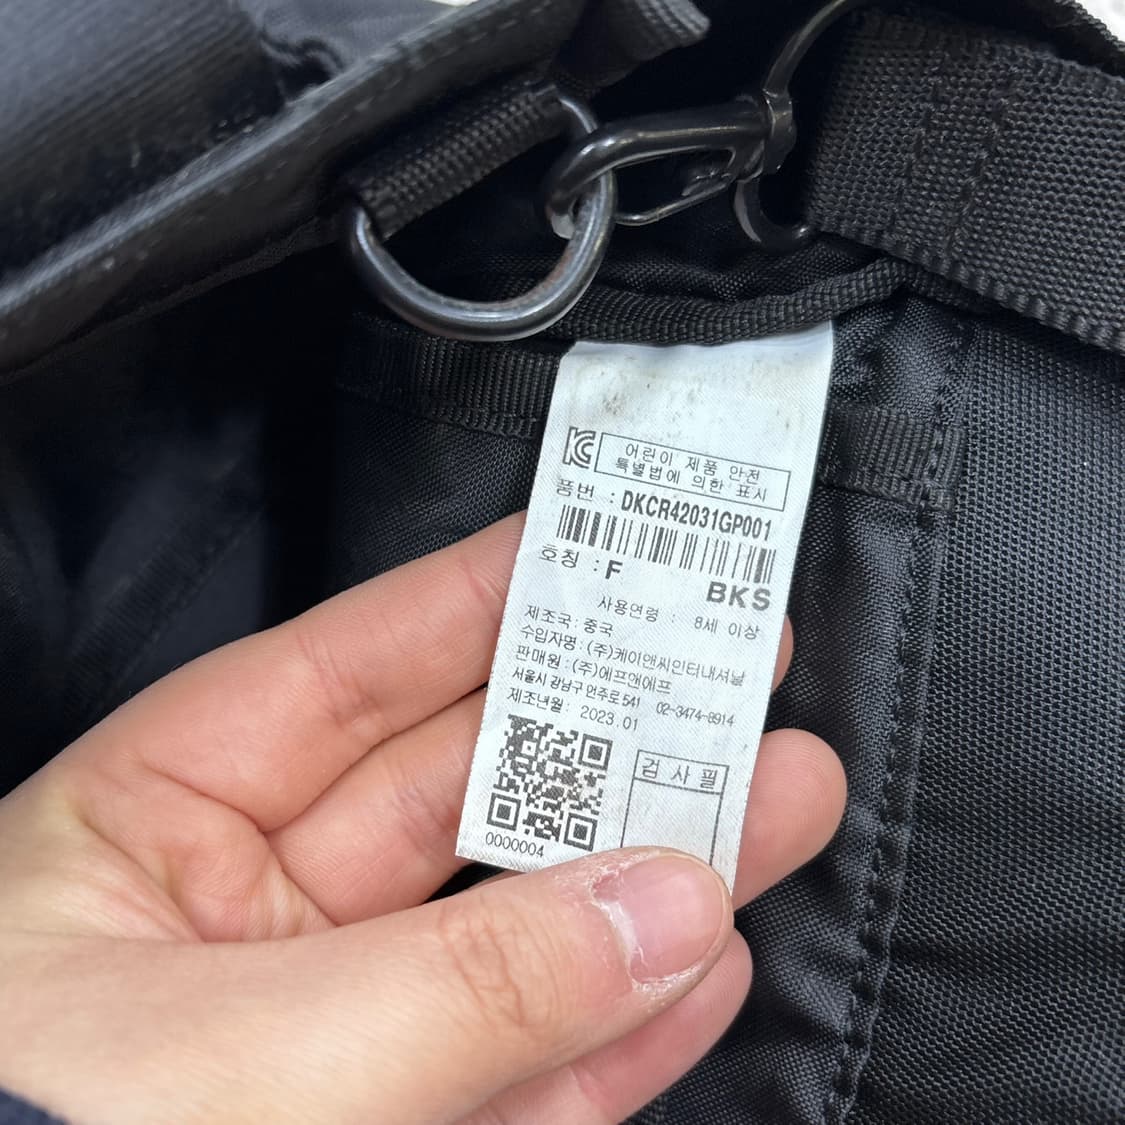 KC
어린이 제품 안전
특별법에 의한 표시
품번 : DKCR42031GP001
호칭 : F
BKS
사용연령 : 8세 이상
제조국: 중국
수입자명: (주)케이앤씨인터내셔날
판매원: (주)에프앤에프
서울시 강남구 언주로 541 02-3474-8914
제조년월: 2023.01
검사필
0000004